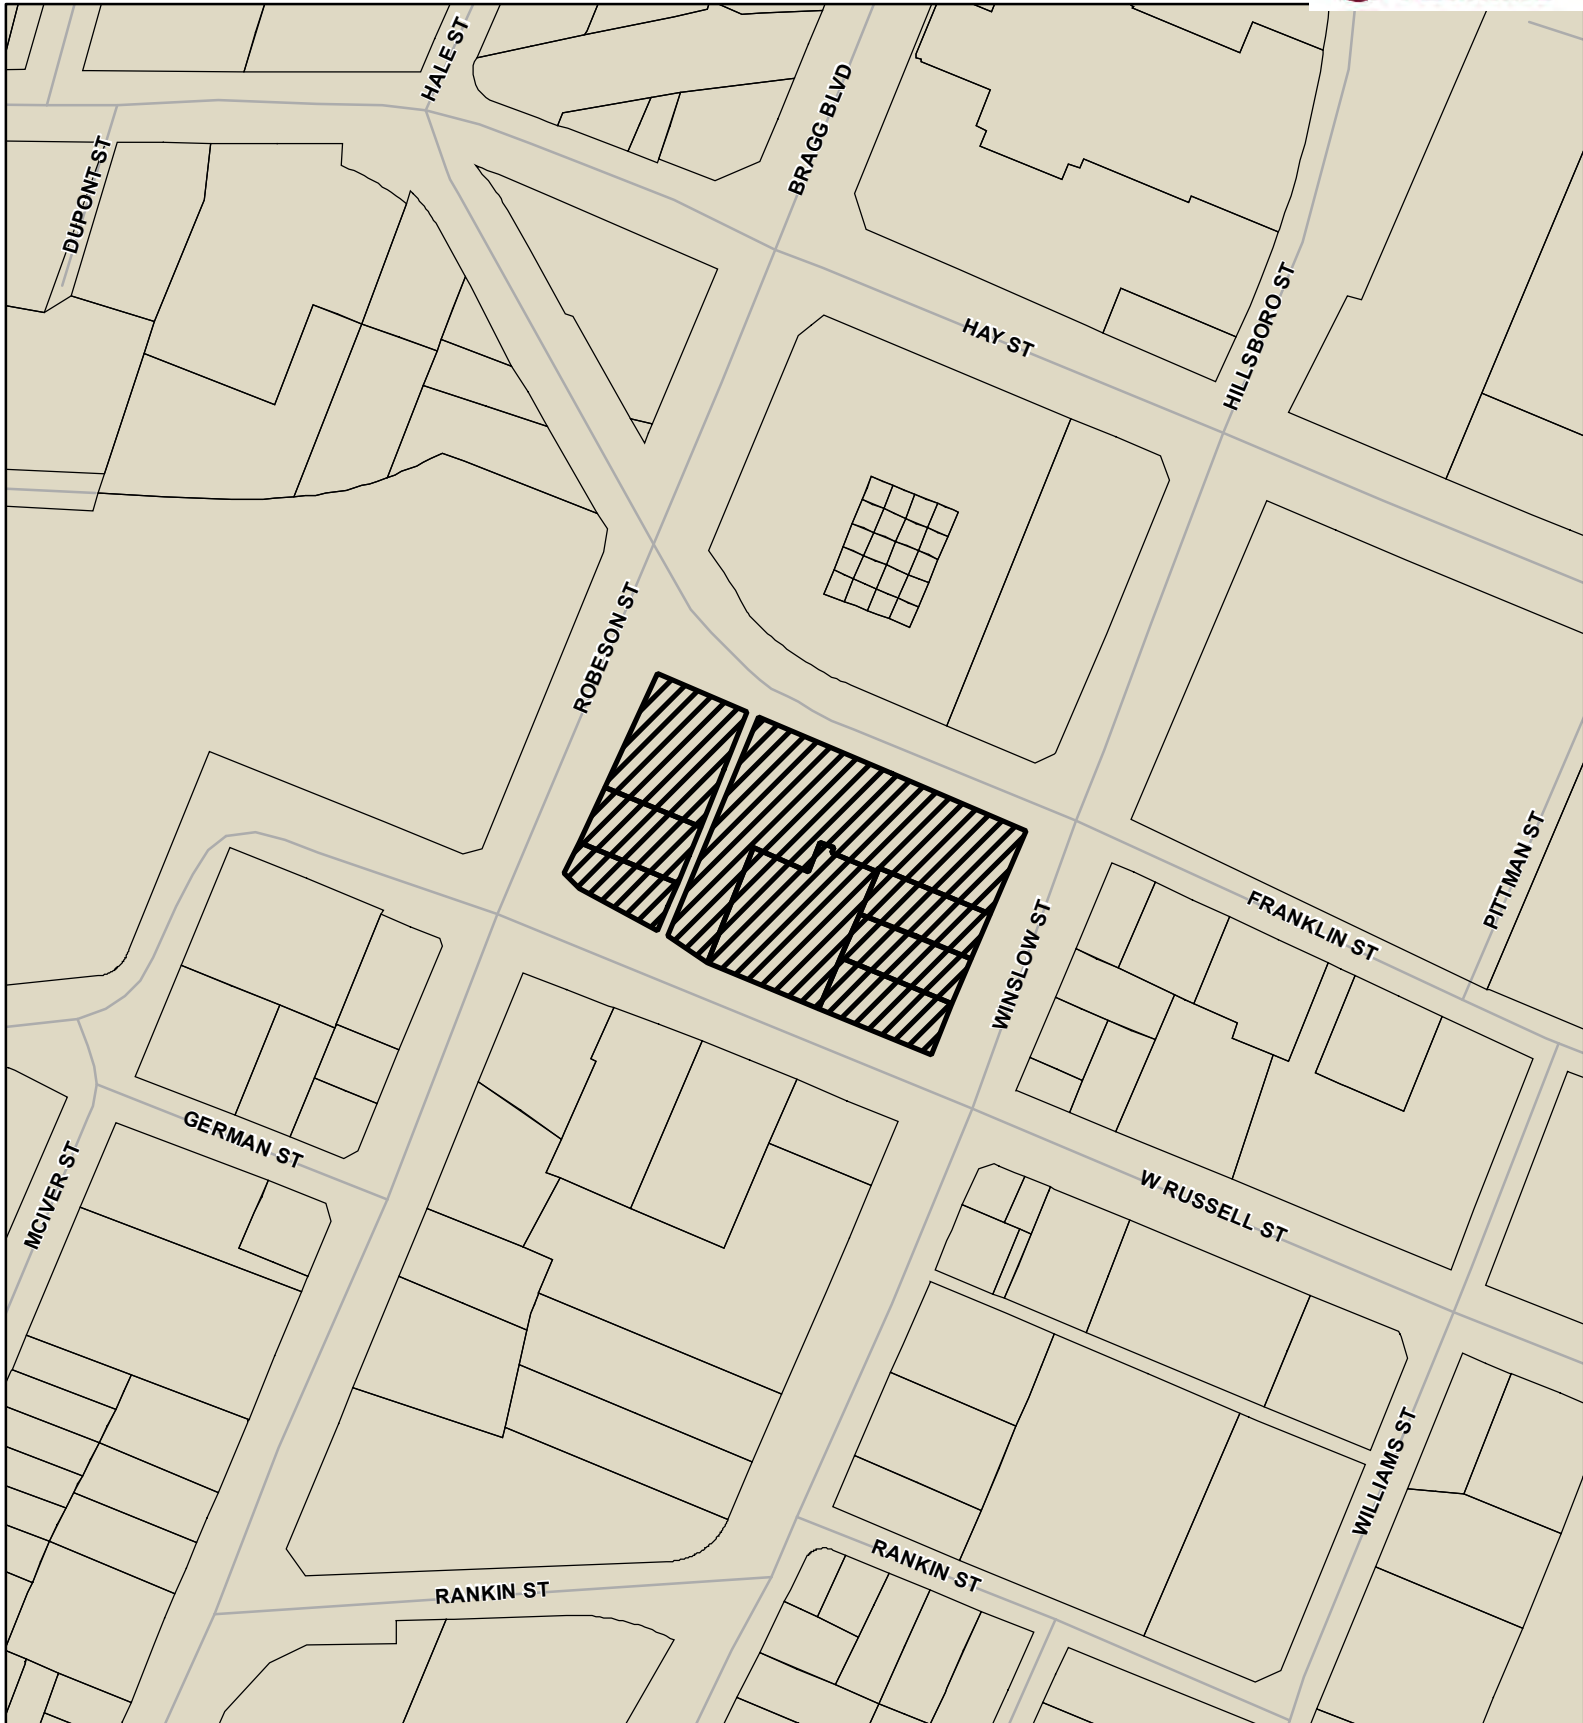 HALE ST
BRAGG BLVD
DUPONT ST
HAY ST
HILLSBORO ST
ROBESON ST
PITTMAN ST
FRANKLIN ST
WINSLOW ST
GERMAN ST
MCIVER ST
W RUSSELL ST
WILLIAMS ST
RANKIN ST
RANKIN ST